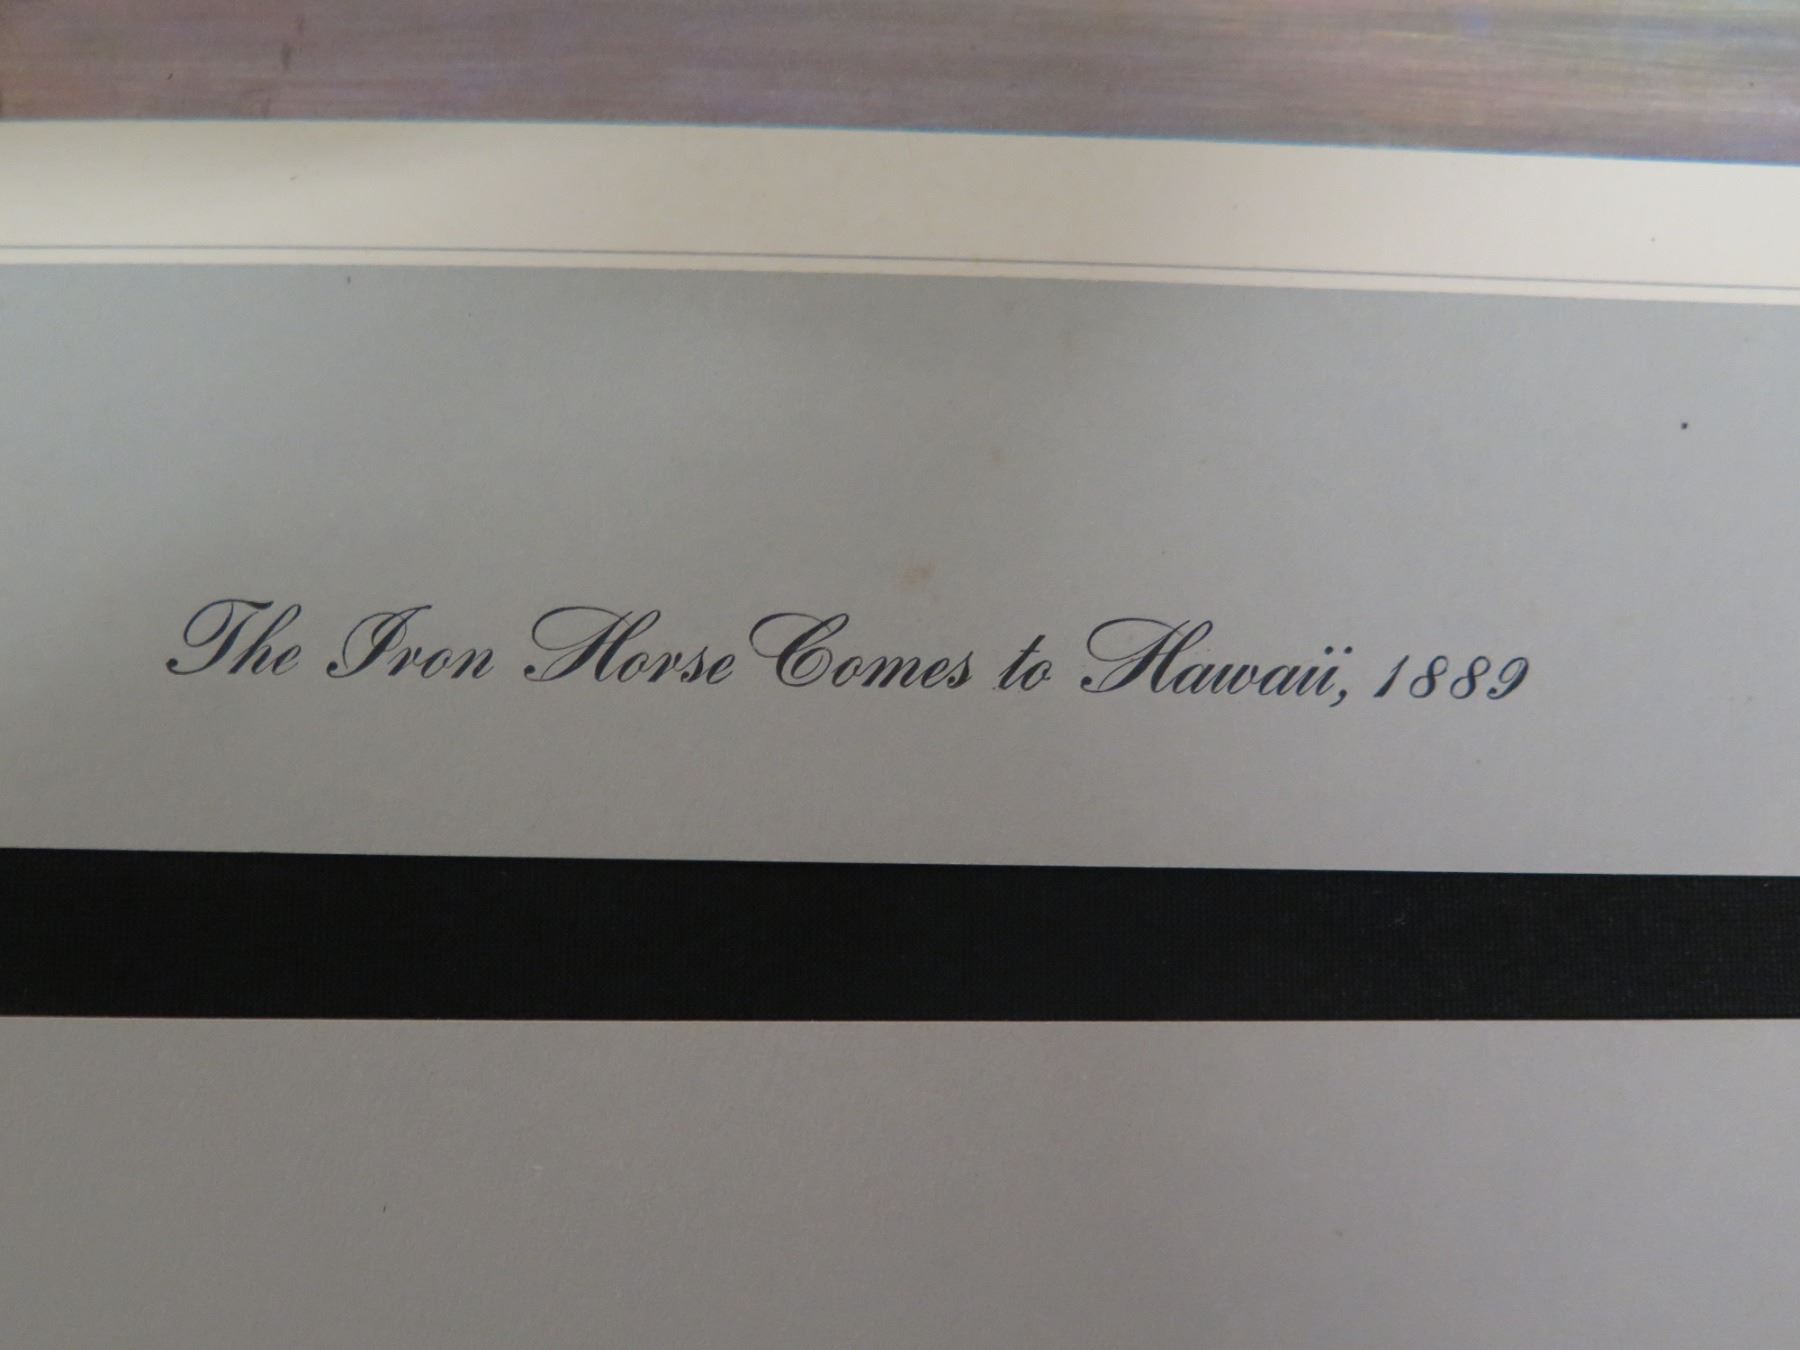 The Iron Horse Comes to Hawaii, 1889